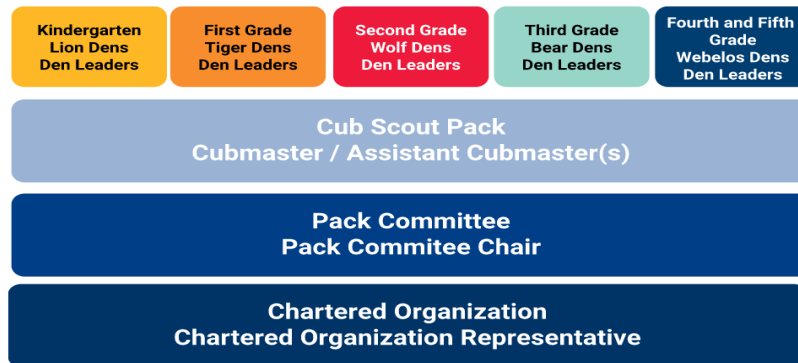 Kindergarten
Lion Dens
Den Leaders
First Grade
Tiger Dens
Den Leaders
Second Grade
Wolf Dens
Den Leaders
Third Grade
Bear Dens
Den Leaders
Fourth and Fifth
Grade
Webelos Dens
Den Leaders
Cub Scout Pack
Cubmaster / Assistant Cubmaster(s)
Pack Committee
Pack Commitee Chair
Chartered Organization
Chartered Organization Representative